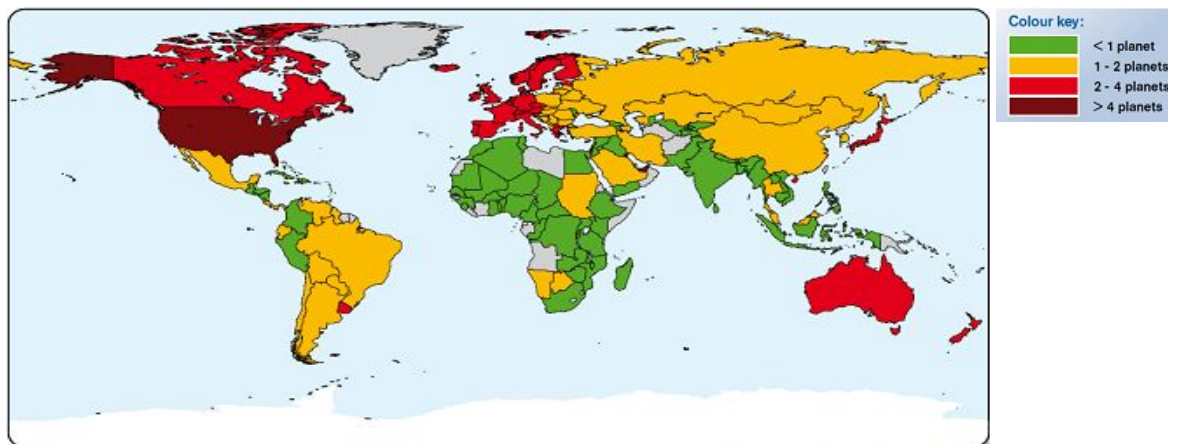 Colour key:
< 1 planet
1 - 2 planets
2 - 4 planets
> 4 planets